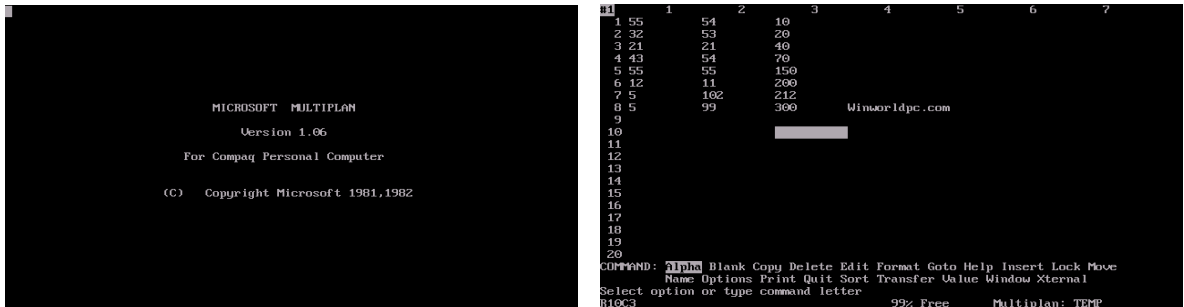 MICROSOFT MULTIPLAN
Version 1.06
For Compaq Personal Computer
(C) Copyright Microsoft 1981,1982
#1 1 2 3 4 5 6 7
1 55 54 10
2 32 53 20
3 21 21 40
4 43 54 70
5 55 55 150
6 12 11 200
7 5 102 212
8 5 99 300 Winworldpc.com
9
10
11
12
13
14
15
16
17
18
19
20
COMMAND: Alpha Blank Copy Delete Edit Format Goto Help Insert Lock Move
Name Options Print Quit Sort Transfer Value Window Xternal
Select option or type command letter
R10C3 99% Free Multiplan: TEMP